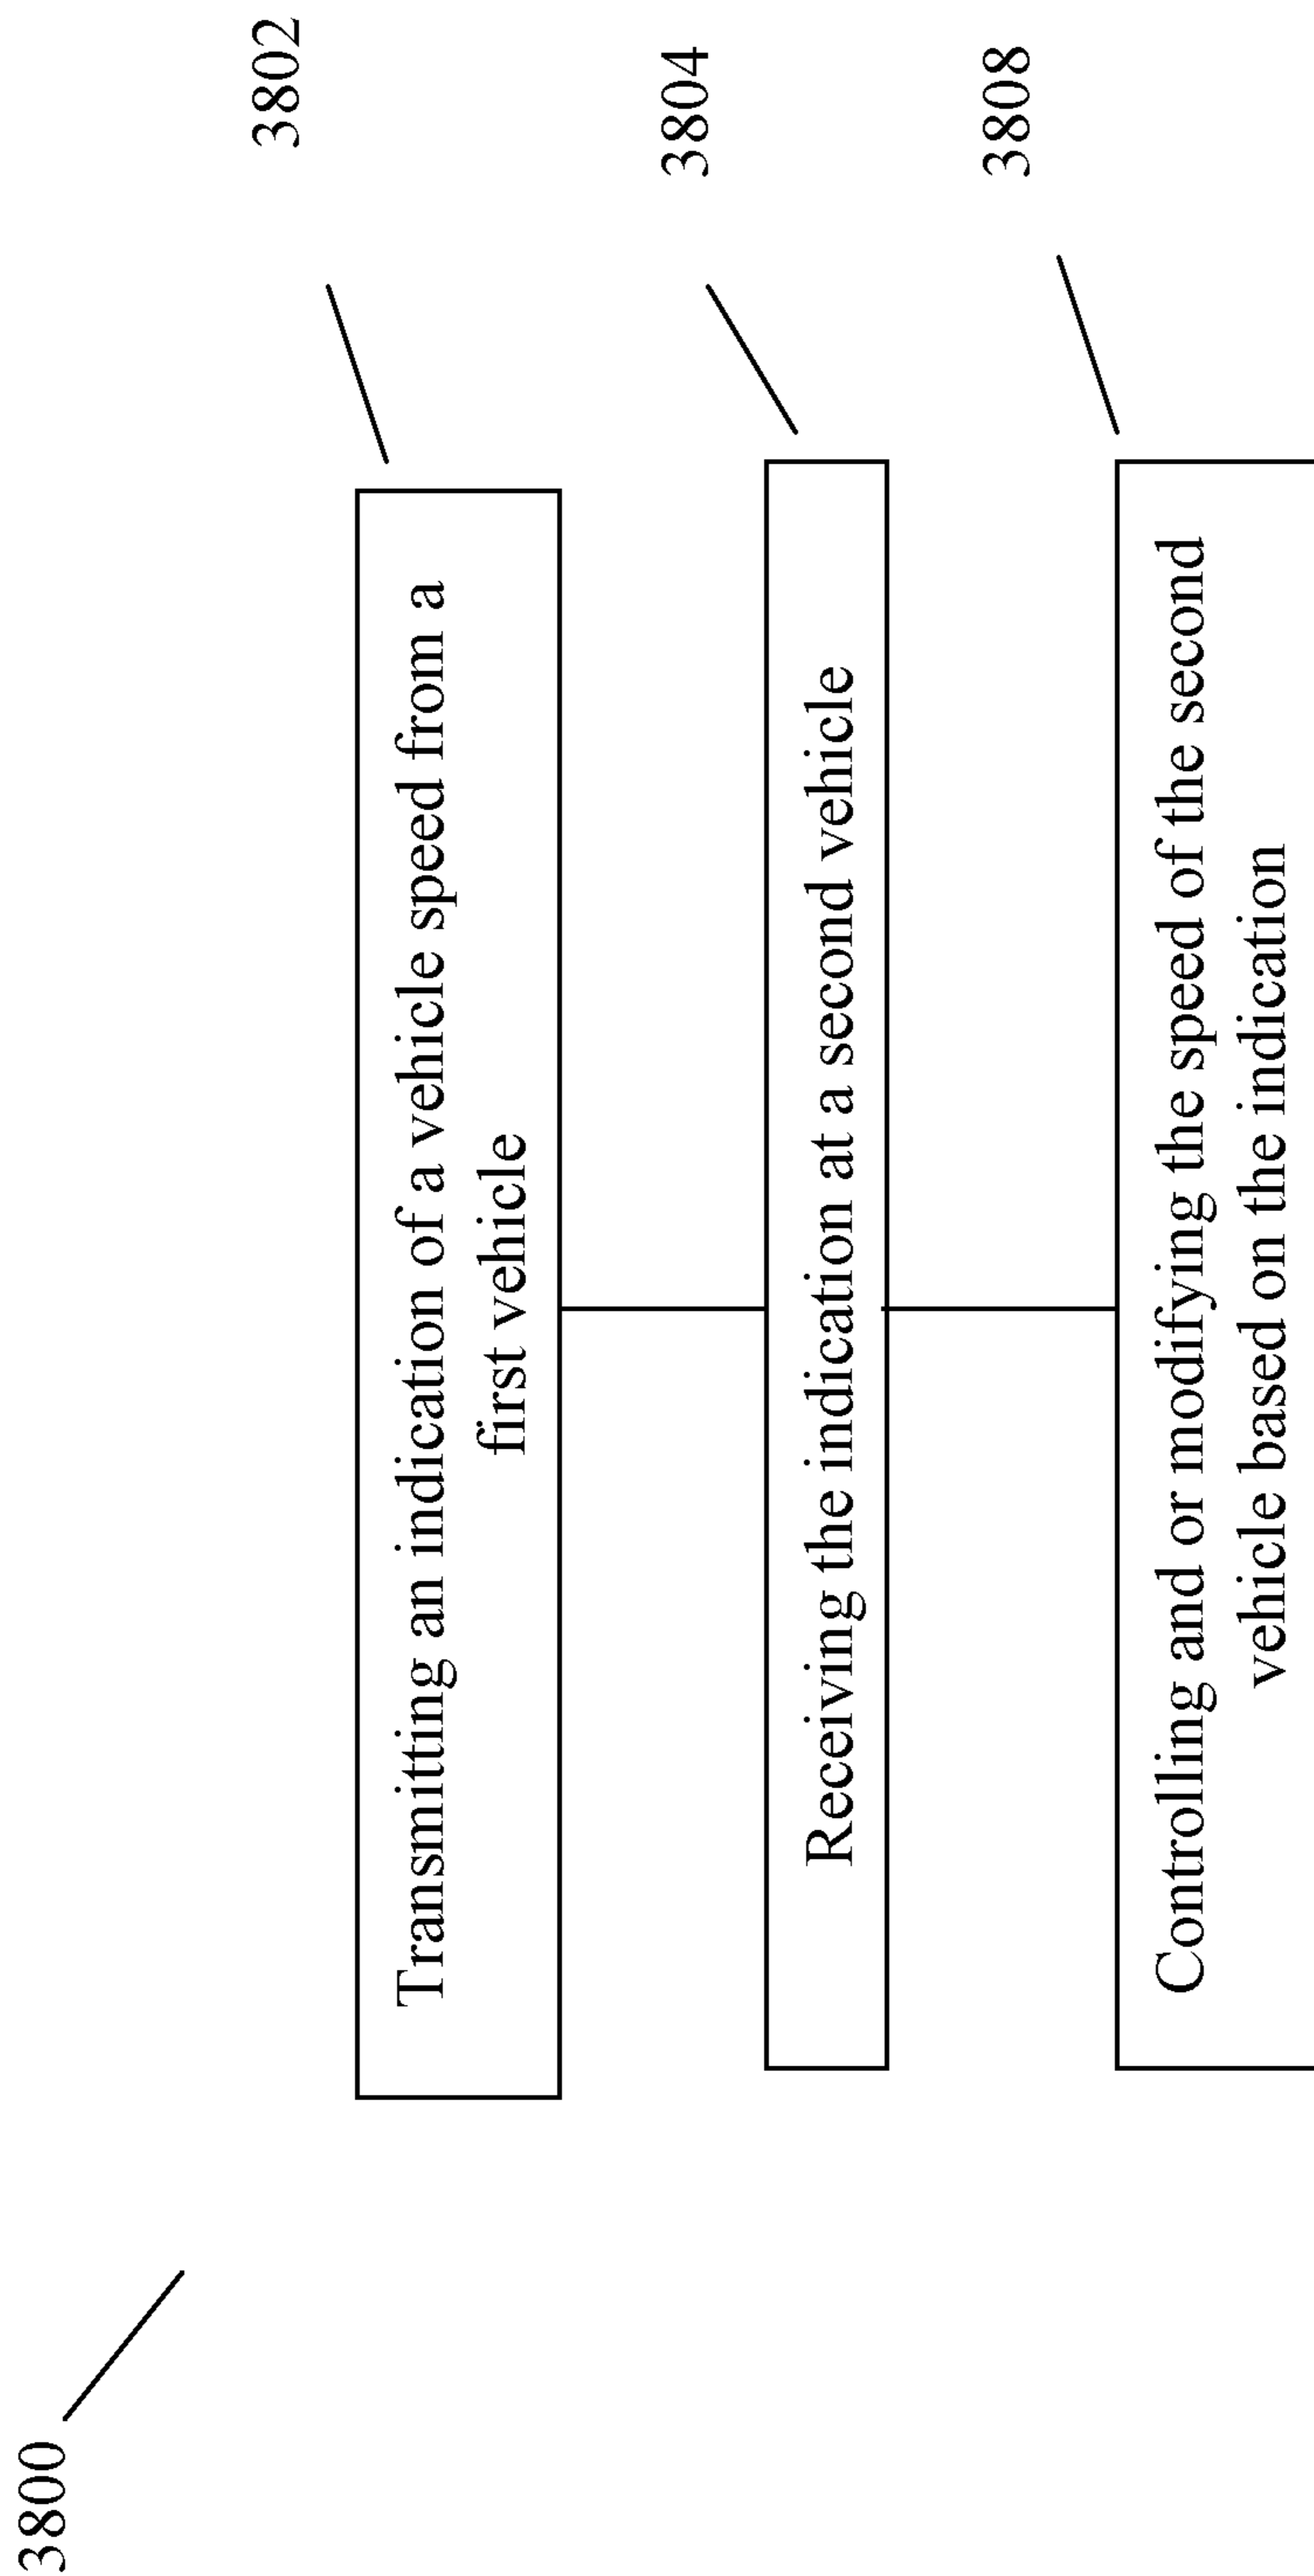 3800
3802
Transmitting an indication of a vehicle speed from a
first vehicle
3804
Receiving the indication at a second vehicle
3808
Controlling and or modifying the speed of the second
vehicle based on the indication